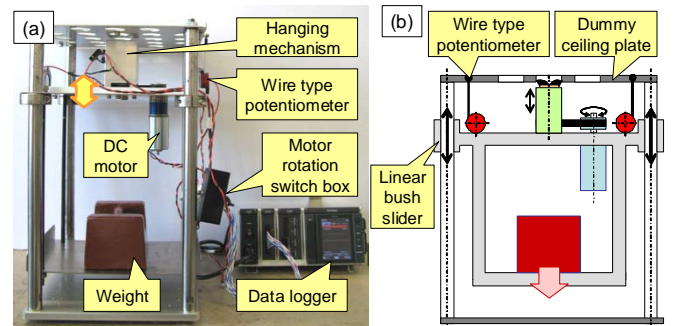 (a)
Hanging
mechanism
Wire type
potentiometer
DC
motor
Motor
rotation
switch box
Weight
Data logger
(b)
Wire type
potentiometer
Dummy
ceiling plate
Linear
bush
slider